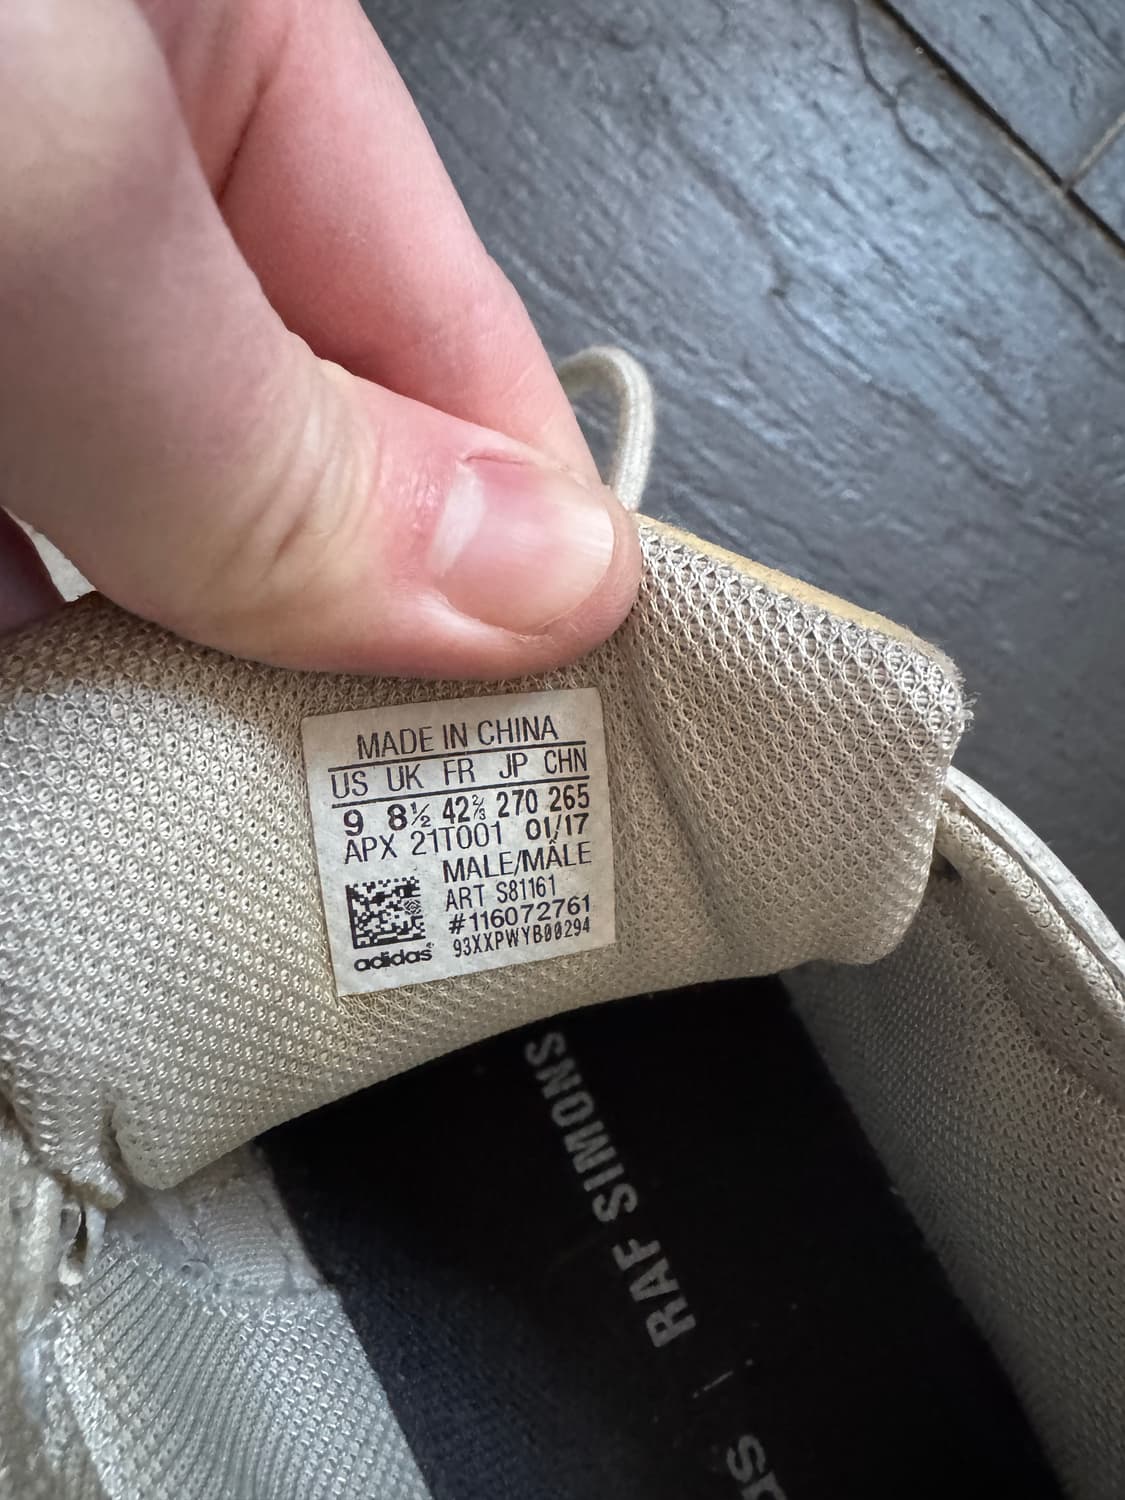 MADE IN CHINA
US UK FR JP CHN
9 8½ 42⅔ 270 265
APX 21T001 01/17
MALE/MÂLE
ART S81161
#116072761
93XXPWYB00294
adidas
RAF SIMONS